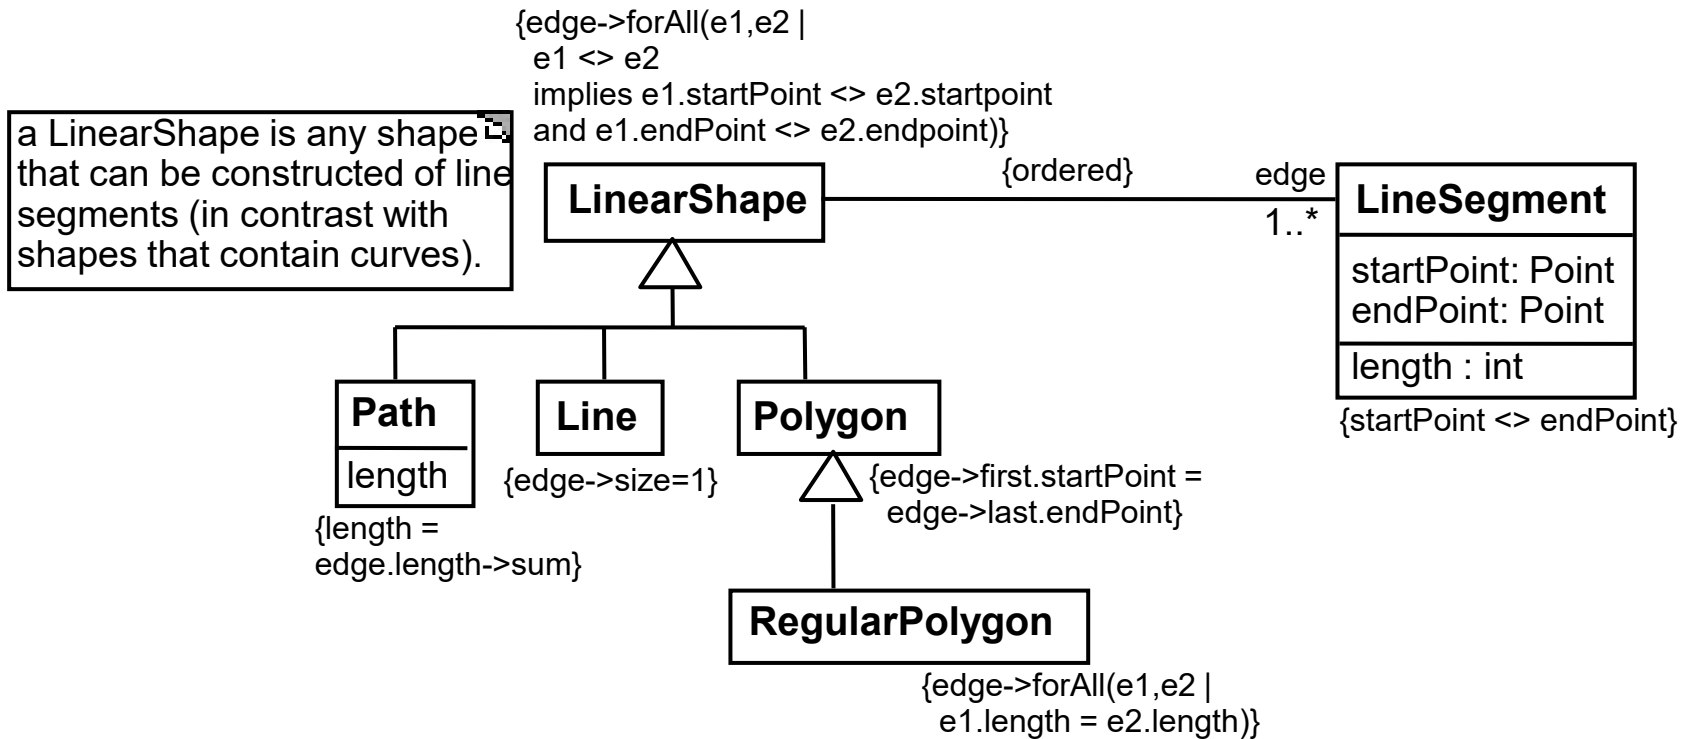 {edge->forAll(e1,e2 |
e1 <> e2
implies e1.startPoint <> e2.startpoint
and e1.endPoint <> e2.endpoint)}
a LinearShape is any shape
that can be constructed of line
segments (in contrast with
shapes that contain curves).
LinearShape
{ordered}
edge
1..*
LineSegment
startPoint: Point
endPoint: Point
length : int
{startPoint <> endPoint}
Path
length
{length =
edge.length->sum}
Line
{edge->size=1}
Polygon
{edge->first.startPoint =
edge->last.endPoint}
RegularPolygon
{edge->forAll(e1,e2 |
e1.length = e2.length)}